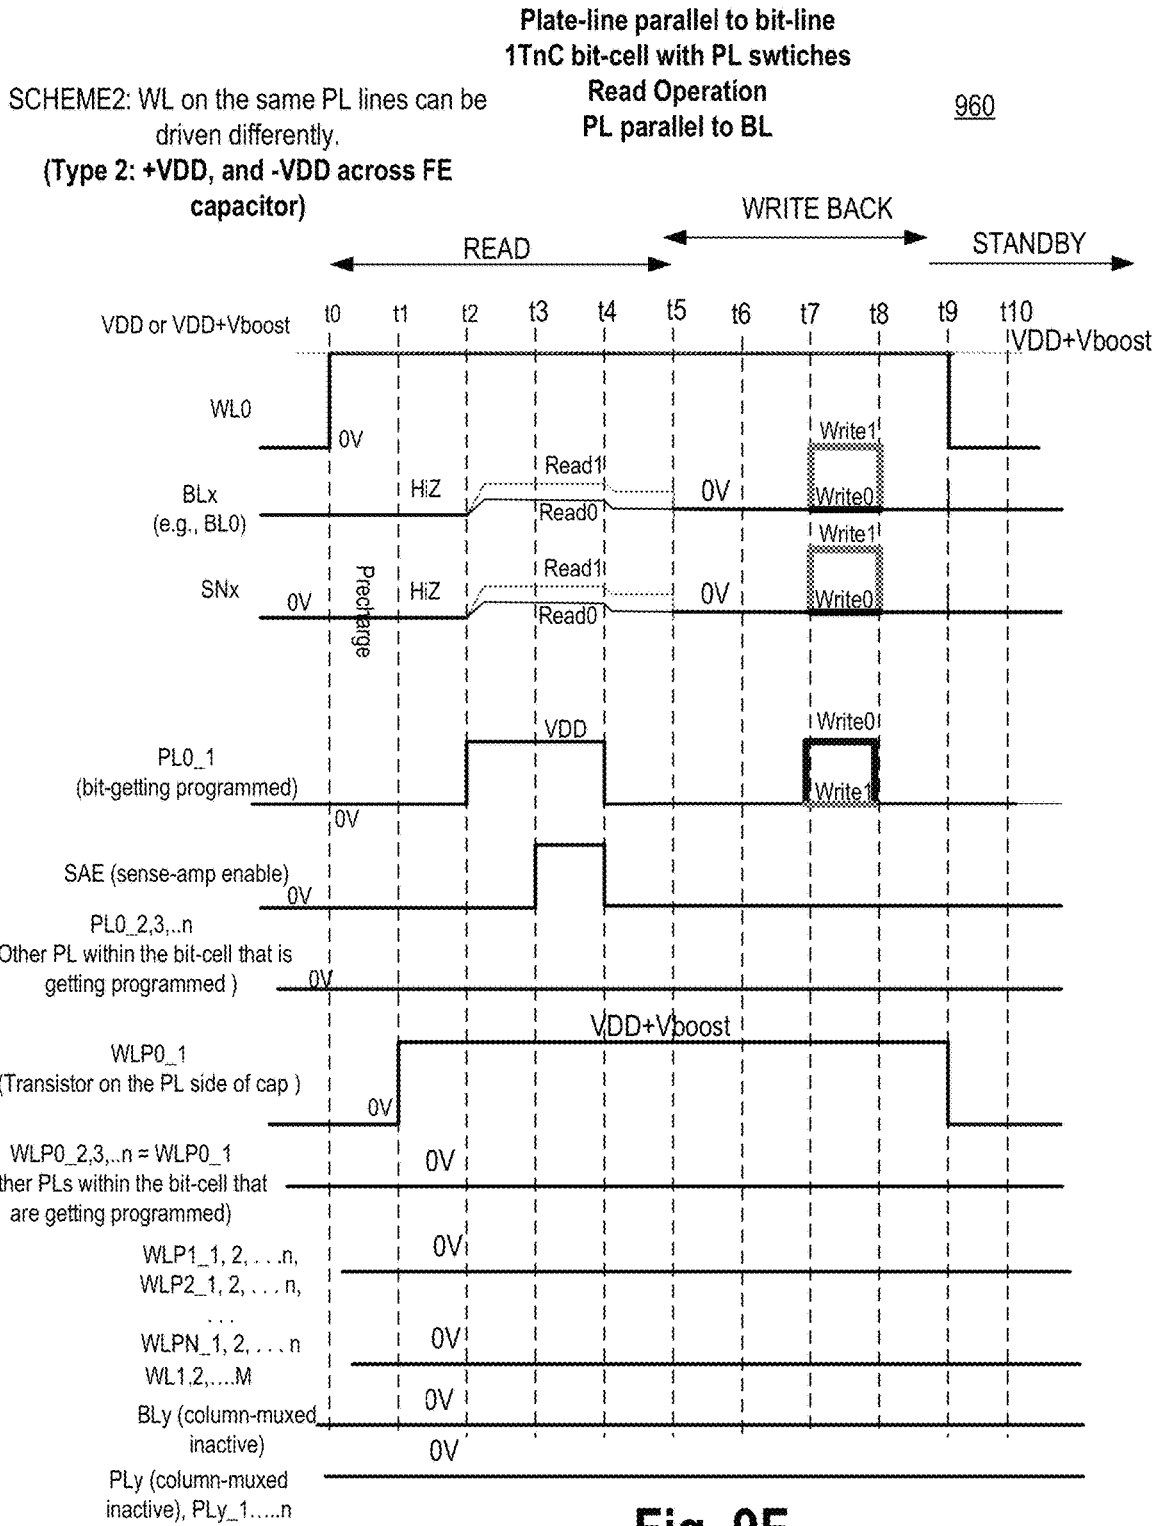 Plate-line parallel to bit-line
1TnC bit-cell with PL swtiches
Read Operation
PL parallel to BL
960
SCHEME2: WL on the same PL lines can be
driven differently.
(Type 2: +VDD, and -VDD across FE
capacitor)
WRITE BACK
READ
STANDBY
t0 t1 t2 t3 t4 t5 t6 t7 t8 t9 t10
VDD or VDD+Vboost
VDD+Vboost
WL0
0V
Write1
BLx
(e.g., BL0)
HiZ
Read1
Read0
0V
Write0
Write1
SNx
0V
Precharge
HiZ
Read1
Read0
0V
Write0
Write0
PL0_1
(bit-getting programmed)
VDD
Write1
0V
SAE (sense-amp enable)
0V
PL0_2,3,..n
Other PL within the bit-cell that is
getting programmed )
0V
VDD+Vboost
WLP0_1
(Transistor on the PL side of cap )
0V
WLP0_2,3,..n = WLP0_1
ther PLs within the bit-cell that
are getting programmed)
0V
WLP1_1, 2, . . .n,
WLP2_1, 2, . . . n,
. . .
0V
WLPN_1, 2, . . . n
WL1,2,....M
0V
BLy (column-muxed
inactive)
0V
PLy (column-muxed
inactive), PLy_1.....n
0V